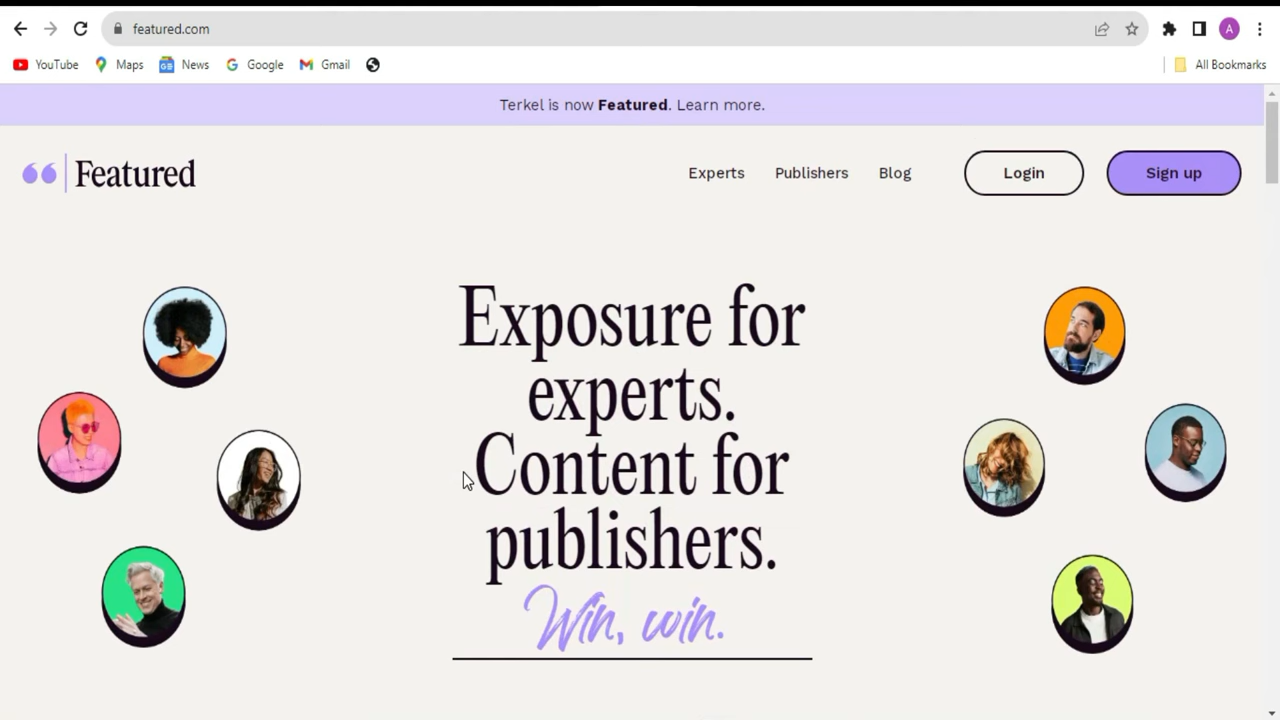 featured.com
A
YouTube
Maps
News
Google
Gmail
All Bookmarks
Terkel is now Featured. Learn more.
Featured
Experts
Publishers
Blog
Login
Sign up
Exposure for
experts.
Content for
publishers.
Win, win.